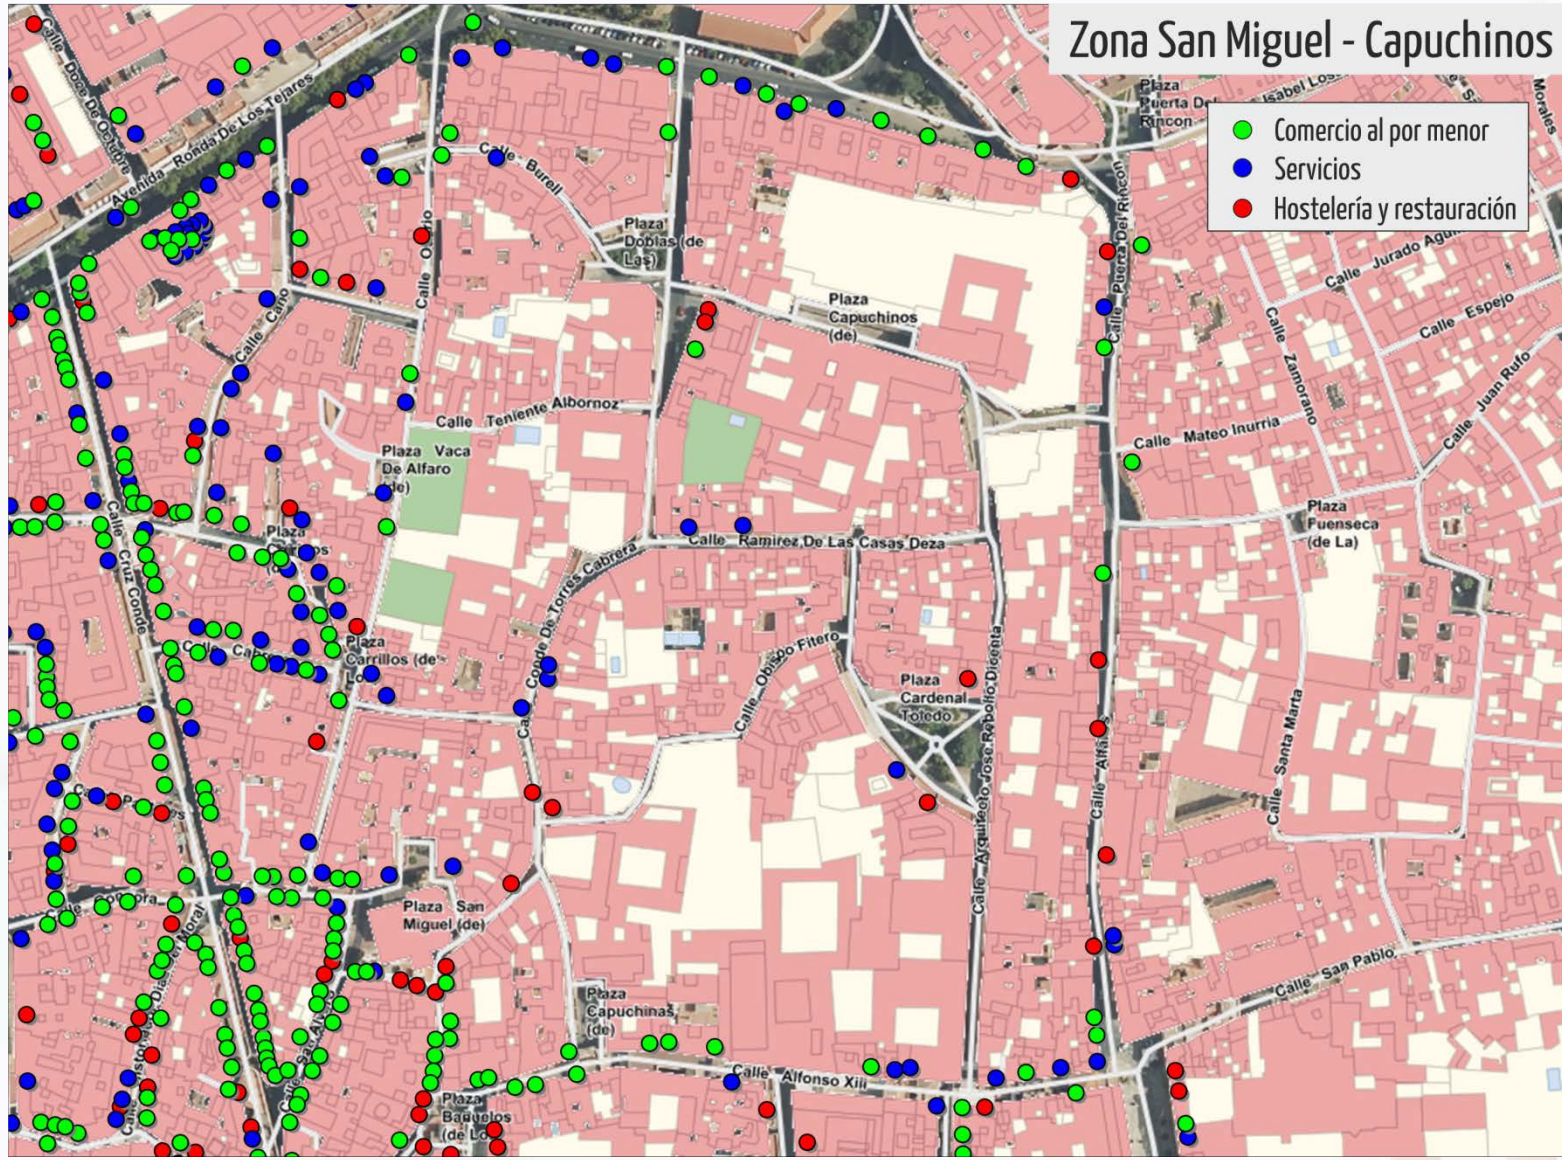 Zona San Miguel - Capuchinos
Comercio al por menor
Servicios
Hostelería y restauración
Calle Doce De Octubre
Avenida Ronda De Los Tejares
Plaza
Puerta Del
Rincon
Isabel
Morales
Calle Burell
Plaza
Doblas (de
Las)
Calle Osario
Calle Puerta Del Rincon
Calle Jurado
Calle Espejo
Calle Cano
Plaza
Capuchinos
(de)
Calle Zamorano
Calle Juan Rufo
Calle Teniente Albornoz
Calle Mateo Inurria
Plaza Vaca
De Alfaro
Calle Cruz Conde
Plaza
Plaza
Fuenseca
(de La)
Calle Ramirez De Las Casas Deza
Conde De Torres Cabrera
Calle Obispo Fitero
Plaza
Carrillos (de
Plaza
Cardenal
Toledo
Calle Arquitecto Jose Rebollo Dicenta
Calle
Calle Santa Marta
Plaza San
Miguel (de)
Calle San Pablo
Plaza
Capuchinas
(de)
Calle Alfonso Xiii
Plaza
Bañuelos
(de Lo